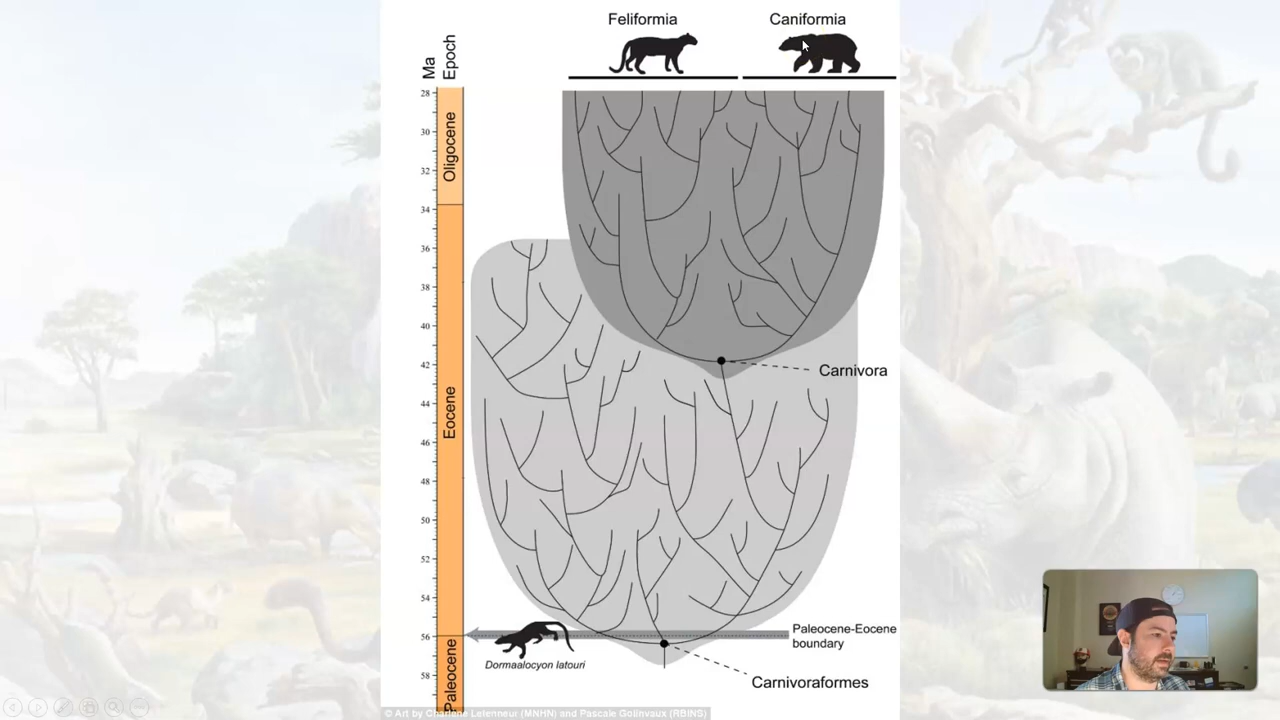 Feliformia
Caniformia
Ma
Epoch
28
30
32
34
36
38
40
42
44
46
48
50
52
54
56
58
Oligocene
Eocene
Paleocene
Carnivora
Paleocene-Eocene
boundary
Dormaalocyon latouri
Carnivoraformes
© Art by Charlène Letenneur (MNHN) and Pascale Golinvaux (RBINS)